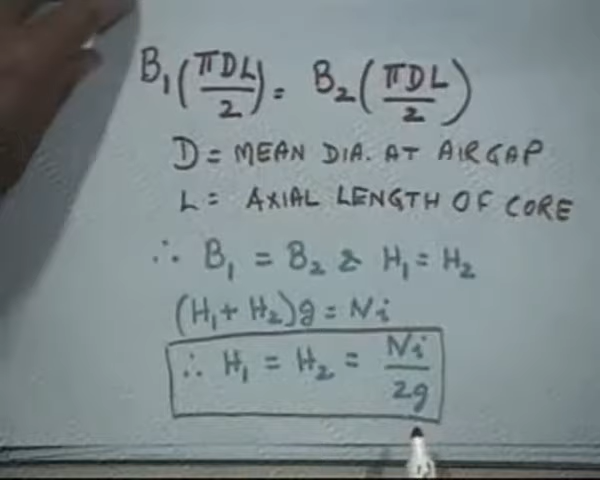 B₁(πDL/2) = B₂(πDL/2)
D = MEAN DIA. AT AIRGAP
L = AXIAL LENGTH OF CORE
∴ B₁ = B₂ & H₁ = H₂
(H₁ + H₂)g = Ni
∴ H₁ = H₂ = Ni/2g